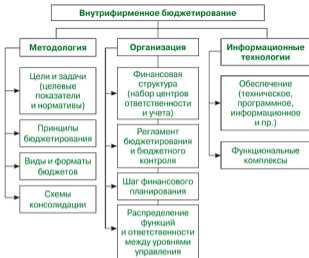 Внутрифирменное бюджетирование
Методология
Цели и задачи
(целевые
показатели
и нормативы)
Принципы
бюджетирования
Виды и форматы
бюджетов
Схемы
консолидации
Организация
Финансовая
структура
(набор центров
ответственности
и учета)
Регламент
бюджетирования
и бюджетного
контроля
Шаг финансового
планирования
Распределение
функций
и ответственности
между уровнями
управления
Информационные
технологии
Обеспечение
(техническое,
программное,
информационное
и пр.)
Функциональные
комплексы